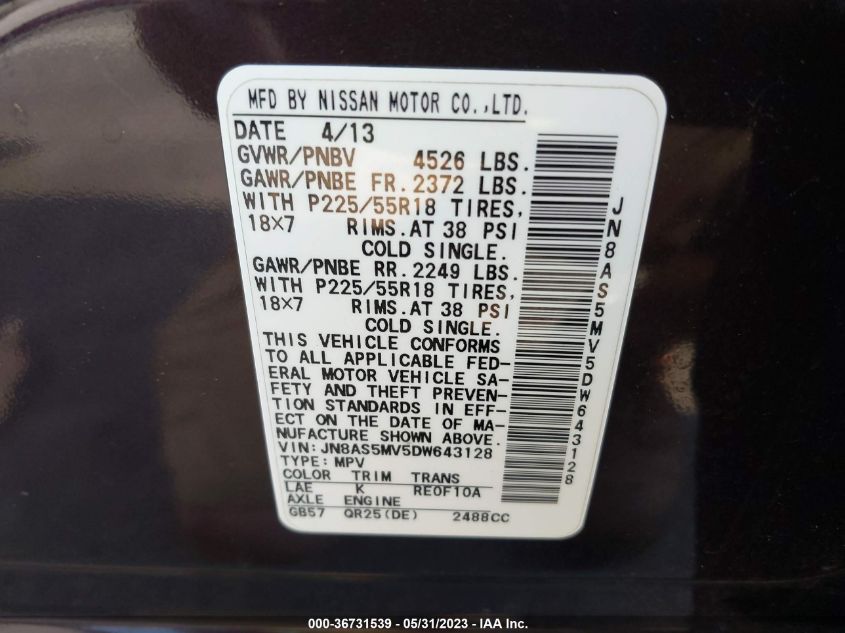 MFD BY NISSAN MOTOR CO.,LTD.
DATE 4/13
GVWR/PNBV 4526 LBS.
GAWR/PNBE FR. 2372 LBS.
WITH P225/55R18 TIRES,
18×7 RIMS. AT 38 PSI
COLD SINGLE.
GAWR/PNBE RR. 2249 LBS.
WITH P225/55R18 TIRES,
18×7 RIMS. AT 38 PSI
COLD SINGLE.
THIS VEHICLE CONFORMS
TO ALL APPLICABLE FED-
ERAL MOTOR VEHICLE SA-
FETY AND THEFT PREVEN-
TION STANDARDS IN EFF-
ECT ON THE DATE OF MA-
NUFACTURE SHOWN ABOVE.
VIN: JN8AS5MV5DW643128
TYPE: MPV
COLOR TRIM TRANS
LAE K RE0F10A
AXLE ENGINE
GB57 QR25(DE) 2488CC
JN8AS5MV5DW643128
000-36731539 - 05/31/2023 - IAA Inc.